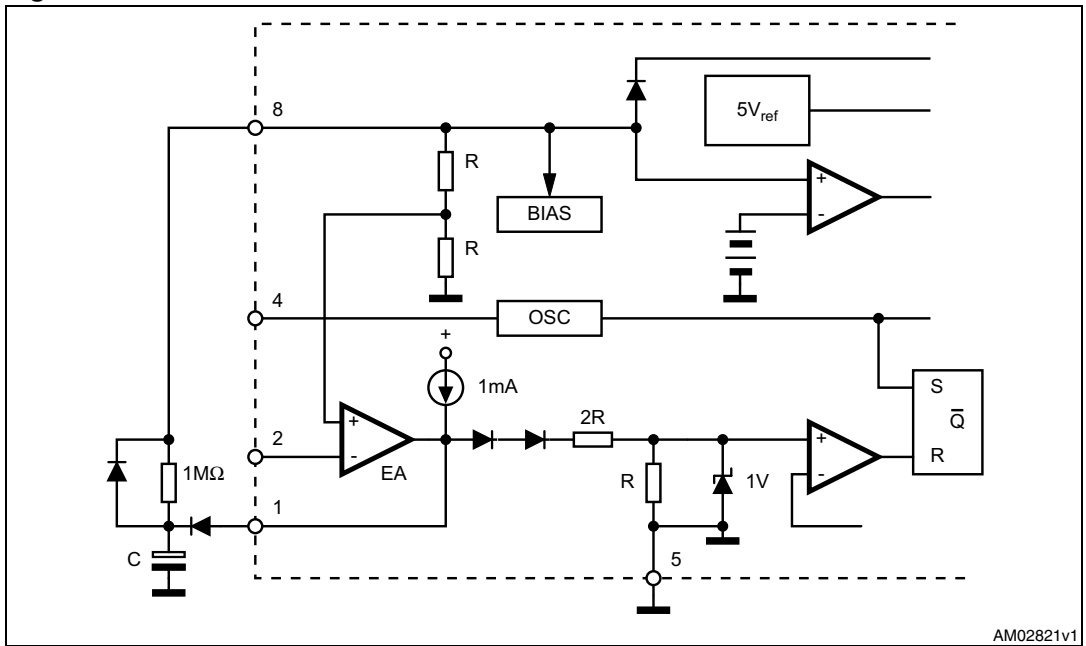 8
5Vref
R
+
-
BIAS
R
4
OSC
+
1mA
S
Q̅
2R
+
+
2
-
-
R
EA
1MΩ
R
1V
1
C
5
AM02821v1